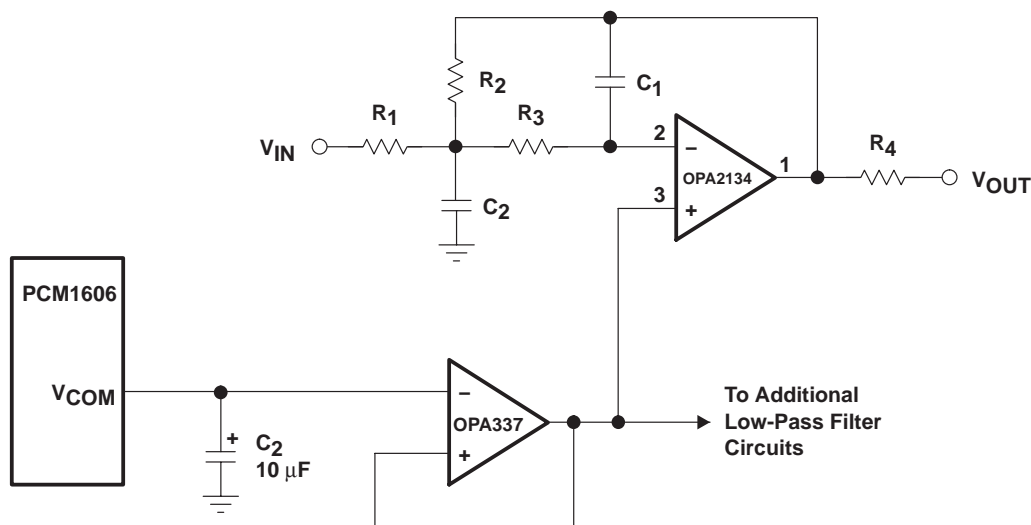 R2
C1
R1
R3
VIN
2
−
OPA2134
1
3
+
R4
VOUT
C2
PCM1606
VCOM
−
OPA337
+
To Additional
Low-Pass Filter
Circuits
+
C2
10 μF